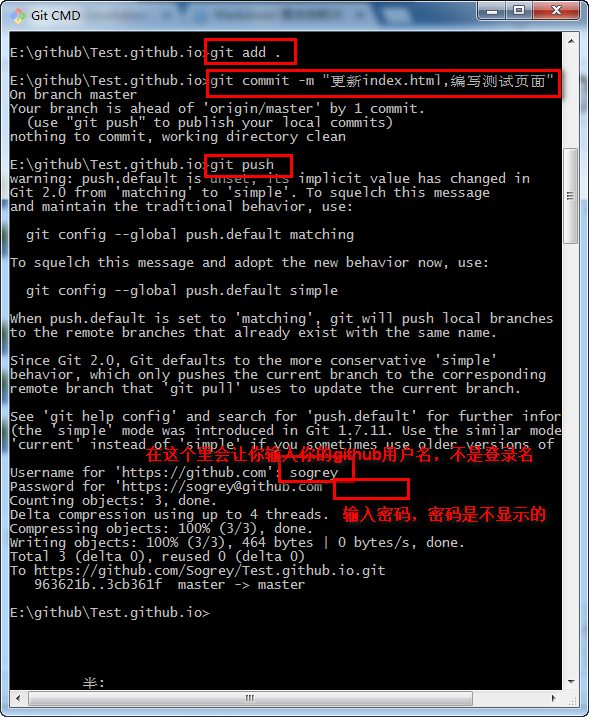 Git CMD
E:\github\Test.github.io>git add .
E:\github\Test.github.io>git commit -m "更新index.html,编写测试页面"
On branch master
Your branch is ahead of 'origin/master' by 1 commit.
(use "git push" to publish your local commits)
nothing to commit, working directory clean
E:\github\Test.github.io>git push
warning: push.default is unset; its implicit value has changed in
Git 2.0 from 'matching' to 'simple'. To squelch this message
and maintain the traditional behavior, use:
git config --global push.default matching
To squelch this message and adopt the new behavior now, use:
git config --global push.default simple
When push.default is set to 'matching', git will push local branches
to the remote branches that already exist with the same name.
Since Git 2.0, Git defaults to the more conservative 'simple'
behavior, which only pushes the current branch to the corresponding
remote branch that 'git pull' uses to update the current branch.
See 'git help config' and search for 'push.default' for further infor
(the 'simple' mode was introduced in Git 1.7.11. Use the similar mode
'current' instead of 'simple' if you sometimes use older versions of
在这个里会让你输入你的github用户名，不是登录名
Username for 'https://github.com': sogrey
Password for 'https://Sogrey@github.com
Counting objects: 3, done.
Delta compression using up to 4 threads.
输入密码，密码是不显示的
Compressing objects: 100% (3/3), done.
Writing objects: 100% (3/3), 464 bytes | 0 bytes/s, done.
Total 3 (delta 0), reused 0 (delta 0)
To https://github.com/Sogrey/Test.github.io.git
963621b..3cb361f  master -> master
E:\github\Test.github.io>
半: